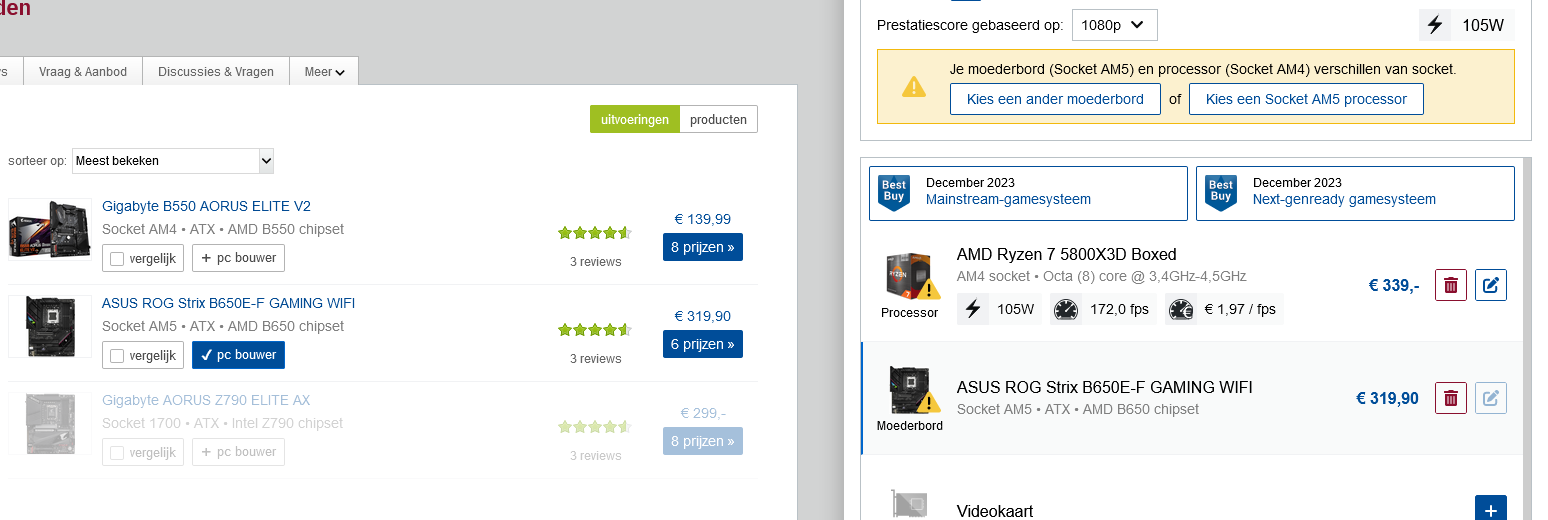 den
vs
Vraag & Aanbod
Discussies & Vragen
Meer
uitvoeringen
producten
sorteer op:
Meest bekeken
Gigabyte B550 AORUS ELITE V2
Socket AM4 • ATX • AMD B550 chipset
vergelijk
+ pc bouwer
3 reviews
€ 139,99
8 prijzen »
ASUS ROG Strix B650E-F GAMING WIFI
Socket AM5 • ATX • AMD B650 chipset
vergelijk
pc bouwer
3 reviews
€ 319,90
6 prijzen »
Gigabyte AORUS Z790 ELITE AX
Socket 1700 • ATX • Intel Z790 chipset
vergelijk
+ pc bouwer
3 reviews
€ 299,-
8 prijzen »
Prestatiescore gebaseerd op:
1080p
105W
Je moederbord (Socket AM5) en processor (Socket AM4) verschillen van socket.
Kies een ander moederbord
of
Kies een Socket AM5 processor
Best
Buy
December 2023
Mainstream-gamesysteem
Best
Buy
December 2023
Next-genready gamesysteem
RYZEN
7
Processor
AMD Ryzen 7 5800X3D Boxed
AM4 socket • Octa (8) core @ 3,4GHz-4,5GHz
105W
172,0 fps
€ 1,97 / fps
€ 339,-
Moederbord
ASUS ROG Strix B650E-F GAMING WIFI
Socket AM5 • ATX • AMD B650 chipset
€ 319,90
Videokaart
+